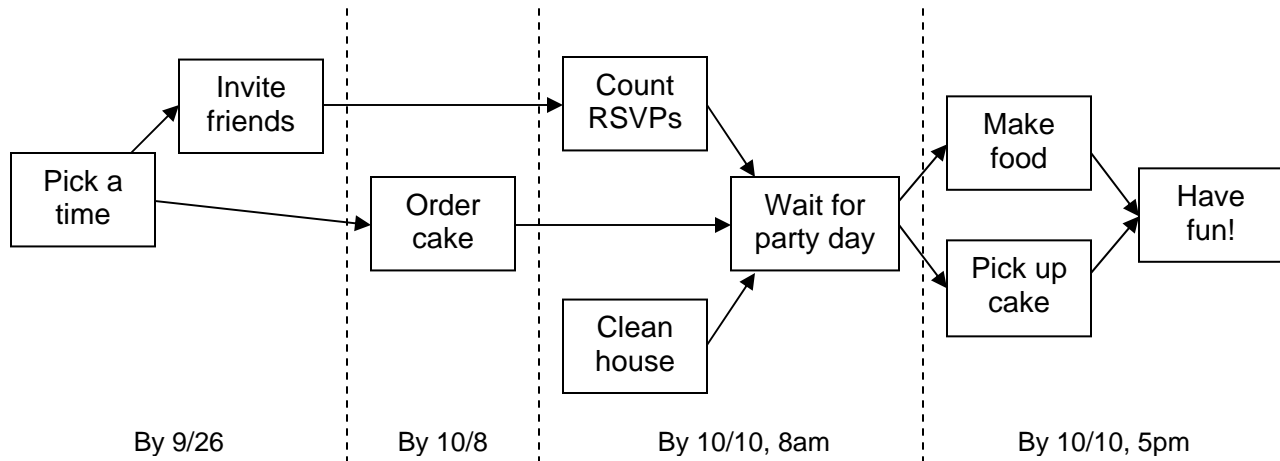 Invite
friends
Pick a
time
Order
cake
Count
RSVPs
Clean
house
Wait for
party day
Make
food
Pick up
cake
Have
fun!
By 9/26
By 10/8
By 10/10, 8am
By 10/10, 5pm